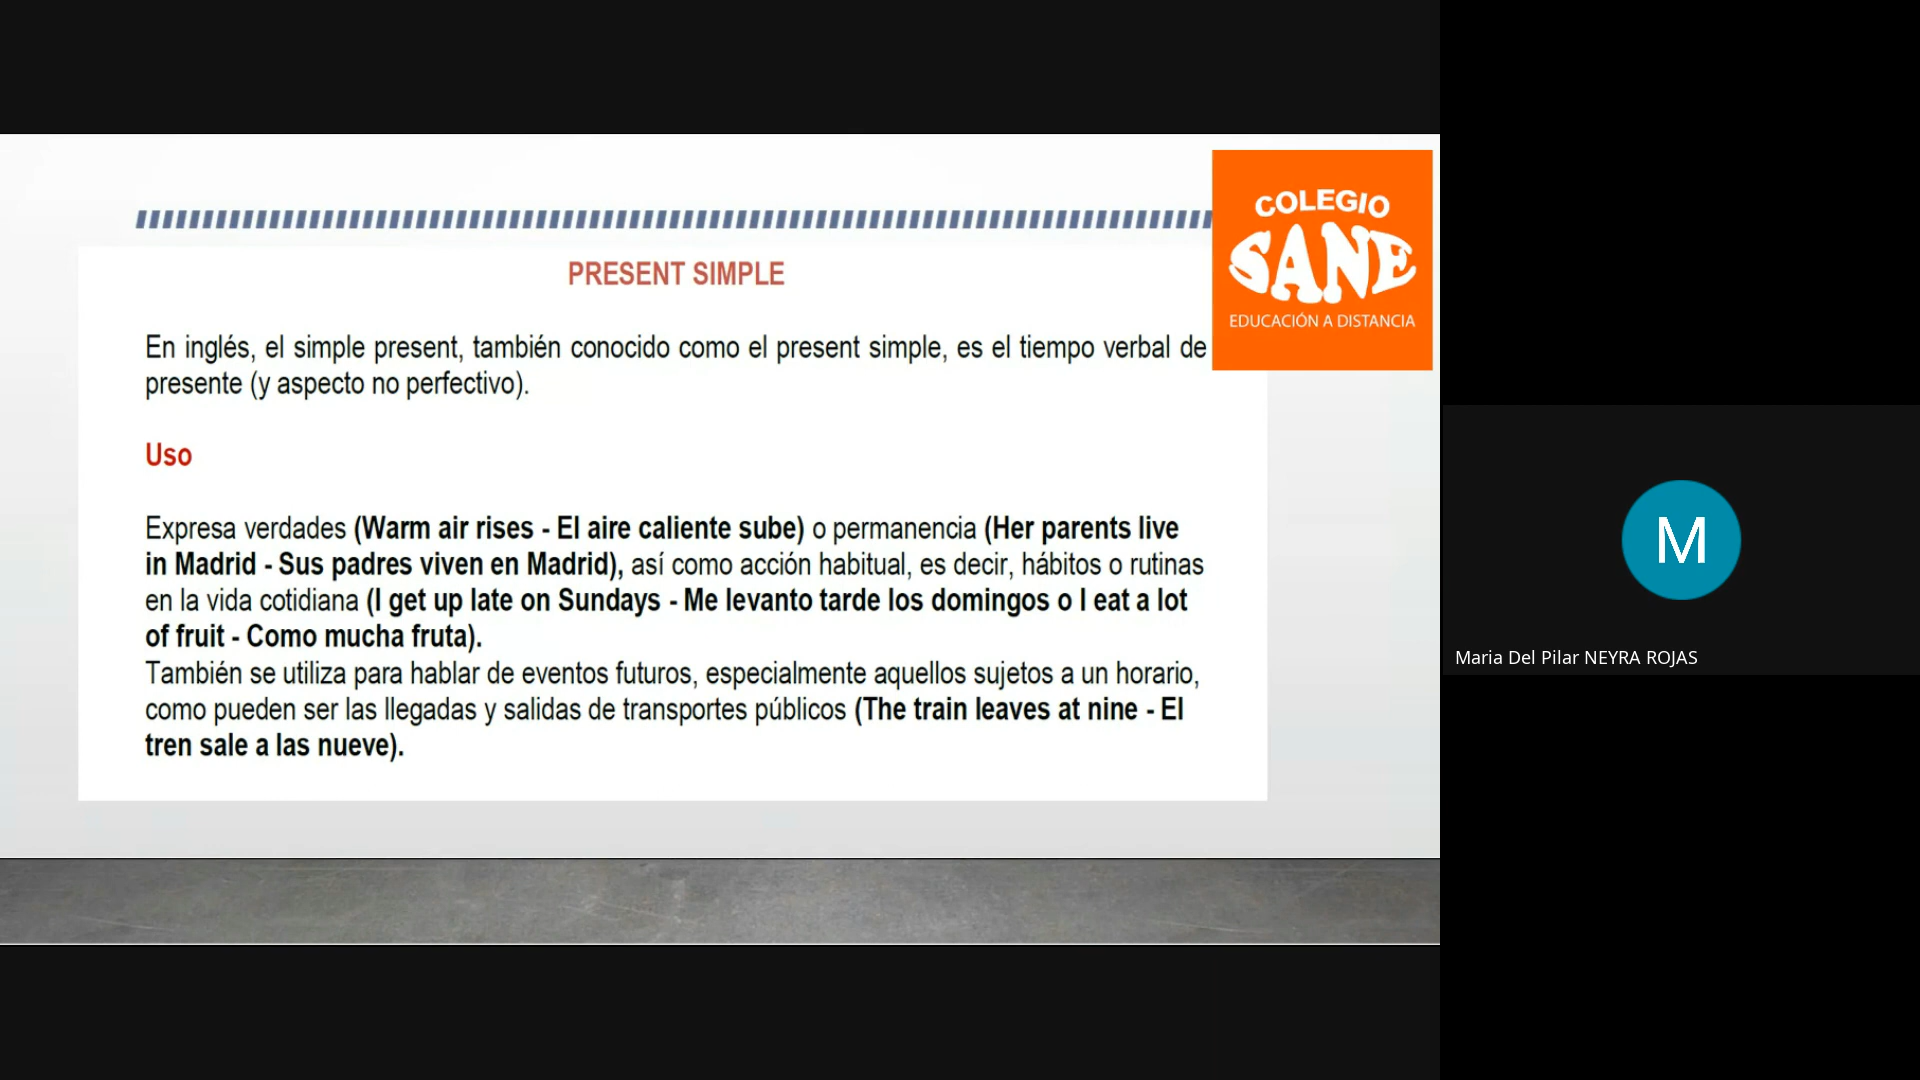 COLEGIO
SANE
EDUCACIÓN A DISTANCIA
PRESENT SIMPLE
En inglés, el simple present, también conocido como el present simple, es el tiempo verbal de
presente (y aspecto no perfectivo).
Uso
Expresa verdades (Warm air rises - El aire caliente sube) o permanencia (Her parents live
in Madrid - Sus padres viven en Madrid), así como acción habitual, es decir, hábitos o rutinas
en la vida cotidiana (I get up late on Sundays - Me levanto tarde los domingos o I eat a lot
of fruit - Como mucha fruta).
También se utiliza para hablar de eventos futuros, especialmente aquellos sujetos a un horario,
como pueden ser las llegadas y salidas de transportes públicos (The train leaves at nine - El
tren sale a las nueve).
M
Maria Del Pilar NEYRA ROJAS